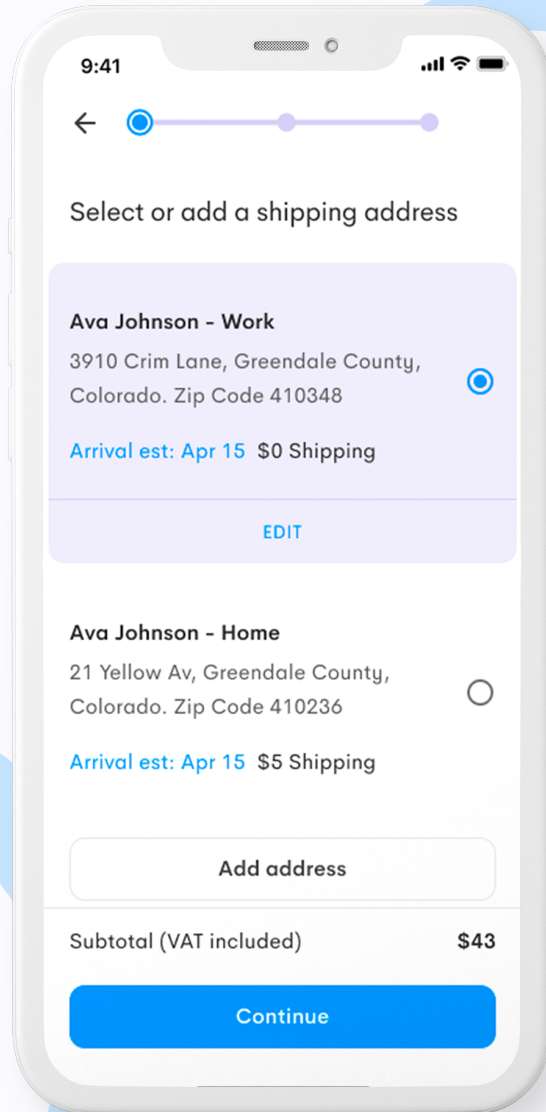 9:41
Select or add a shipping address
Ava Johnson - Work
3910 Crim Lane, Greendale County,
Colorado. Zip Code 410348
Arrival est: Apr 15 $0 Shipping
EDIT
Ava Johnson - Home
21 Yellow Av, Greendale County,
Colorado. Zip Code 410236
Arrival est: Apr 15 $5 Shipping
Add address
Subtotal (VAT included) $43
Continue